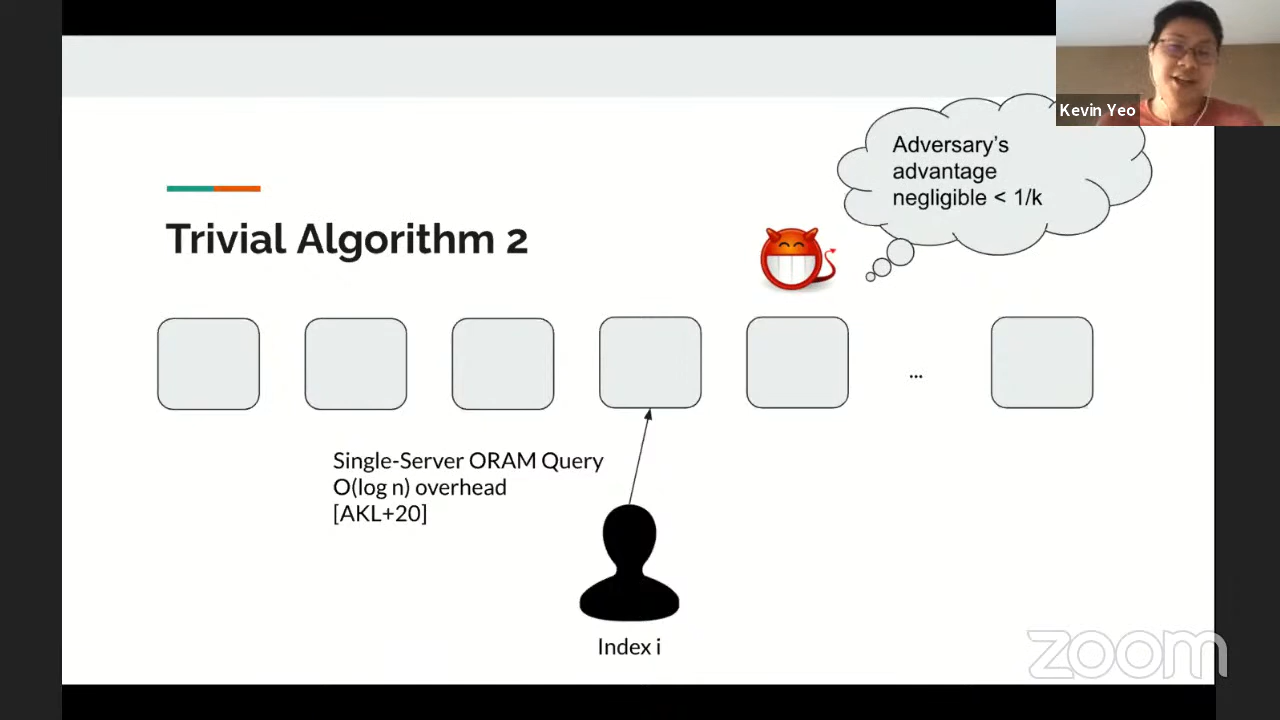 Kevin Yeo
Adversary's
advantage
negligible < 1/k
Trivial Algorithm 2
...
Single-Server ORAM Query
O(log n) overhead
[AKL+20]
Index i
zoom